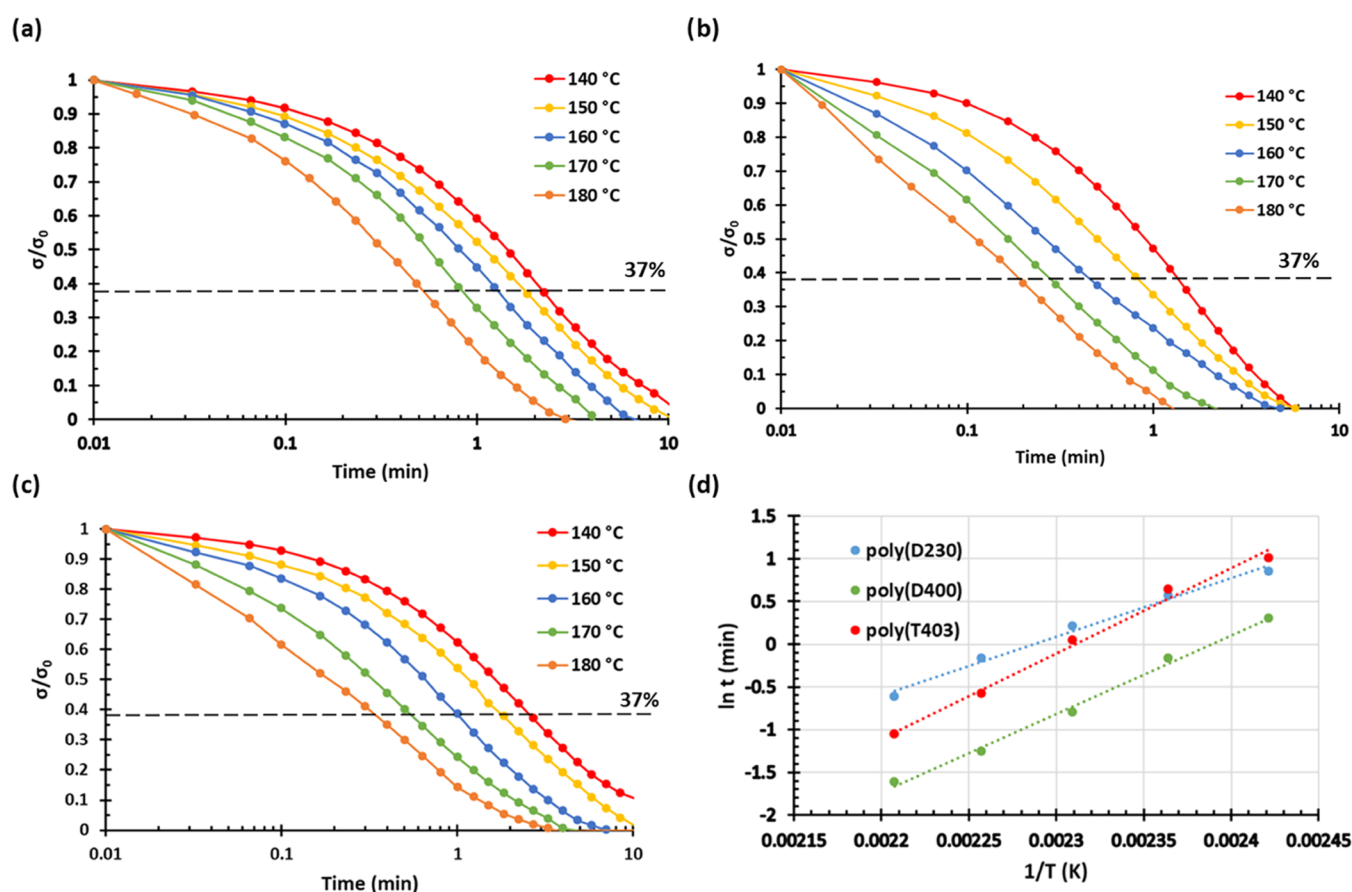 (a)
1
0.9
0.8
0.7
0.6
0.5
0.4
0.3
0.2
0.1
0
σ/σ0
140 °C
150 °C
160 °C
170 °C
180 °C
37%
0.01
0.1
1
10
Time (min)
(b)
1
0.9
0.8
0.7
0.6
0.5
0.4
0.3
0.2
0.1
0
σ/σ0
140 °C
150 °C
160 °C
170 °C
180 °C
37%
0.01
0.1
1
10
Time (min)
(c)
1
0.9
0.8
0.7
0.6
0.5
0.4
0.3
0.2
0.1
0
σ/σ0
140 °C
150 °C
160 °C
170 °C
180 °C
37%
0.01
0.1
1
10
Time (min)
(d)
1.5
1
0.5
0
-0.5
-1
-1.5
-2
ln t (min)
poly(D230)
poly(D400)
poly(T403)
0.00215
0.0022
0.00225
0.0023
0.00235
0.0024
0.00245
1/T (K)